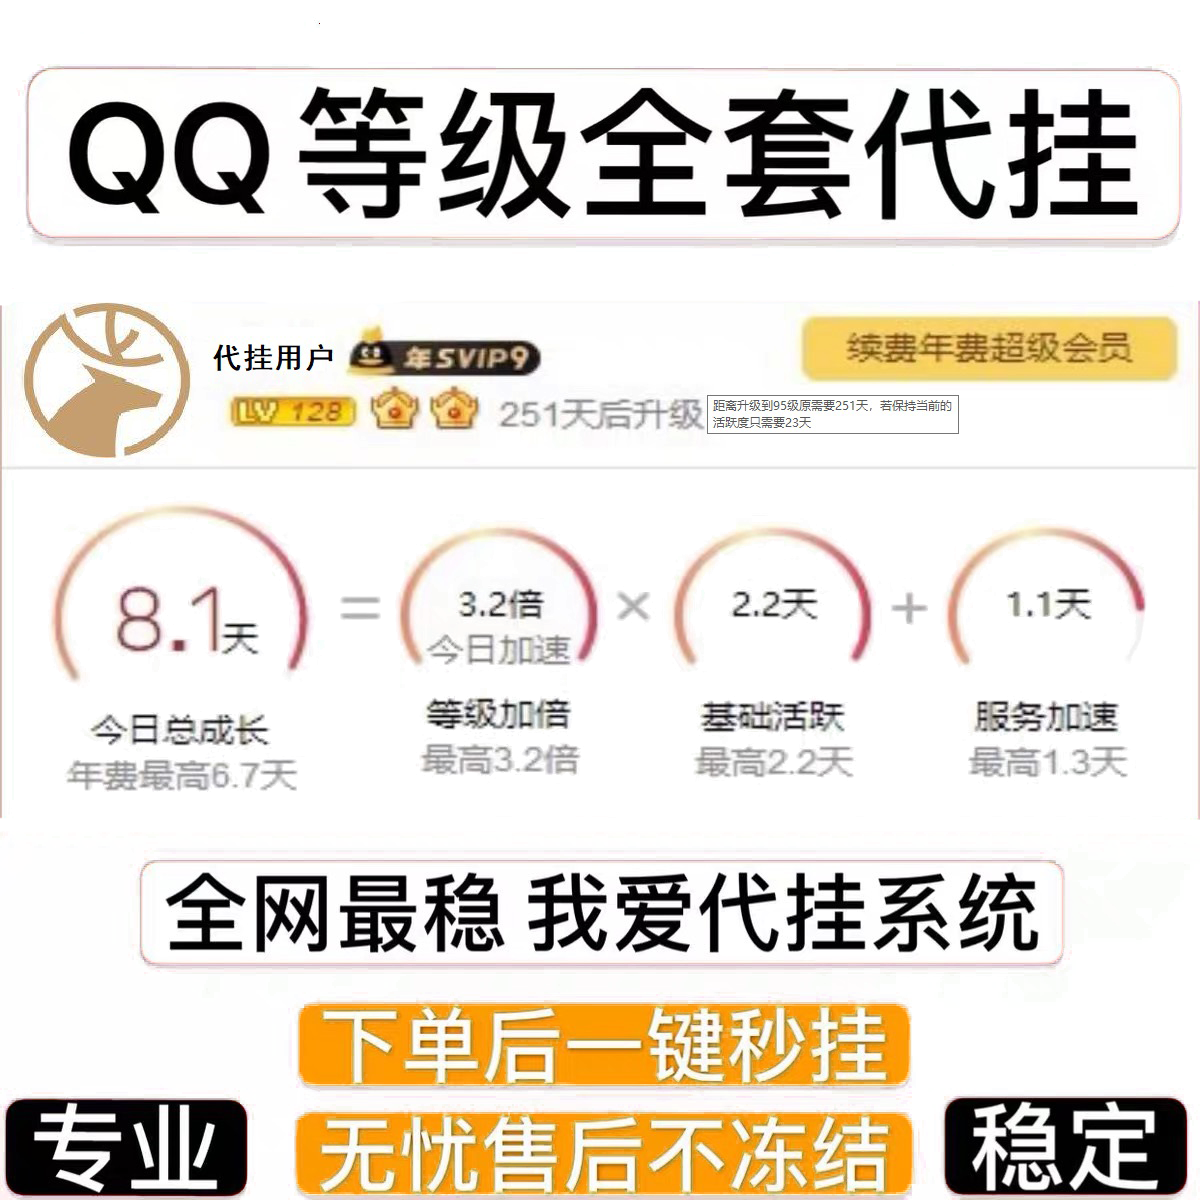 QQ等级全套代挂
代挂用户 年SVIP9 续费年费超级会员
LV 128 251天后升级
距离升级到95级原需要251天，若保持当前的
活跃度只需要23天
8.1天 = 3.2倍 × 2.2天 + 1.1天
今日加速
今日总成长 等级加倍 基础活跃 服务加速
年费最高6.7天 最高3.2倍 最高2.2天 最高1.3天
全网最稳 我爱代挂系统
下单后一键秒挂
专业 无忧售后不冻结 稳定